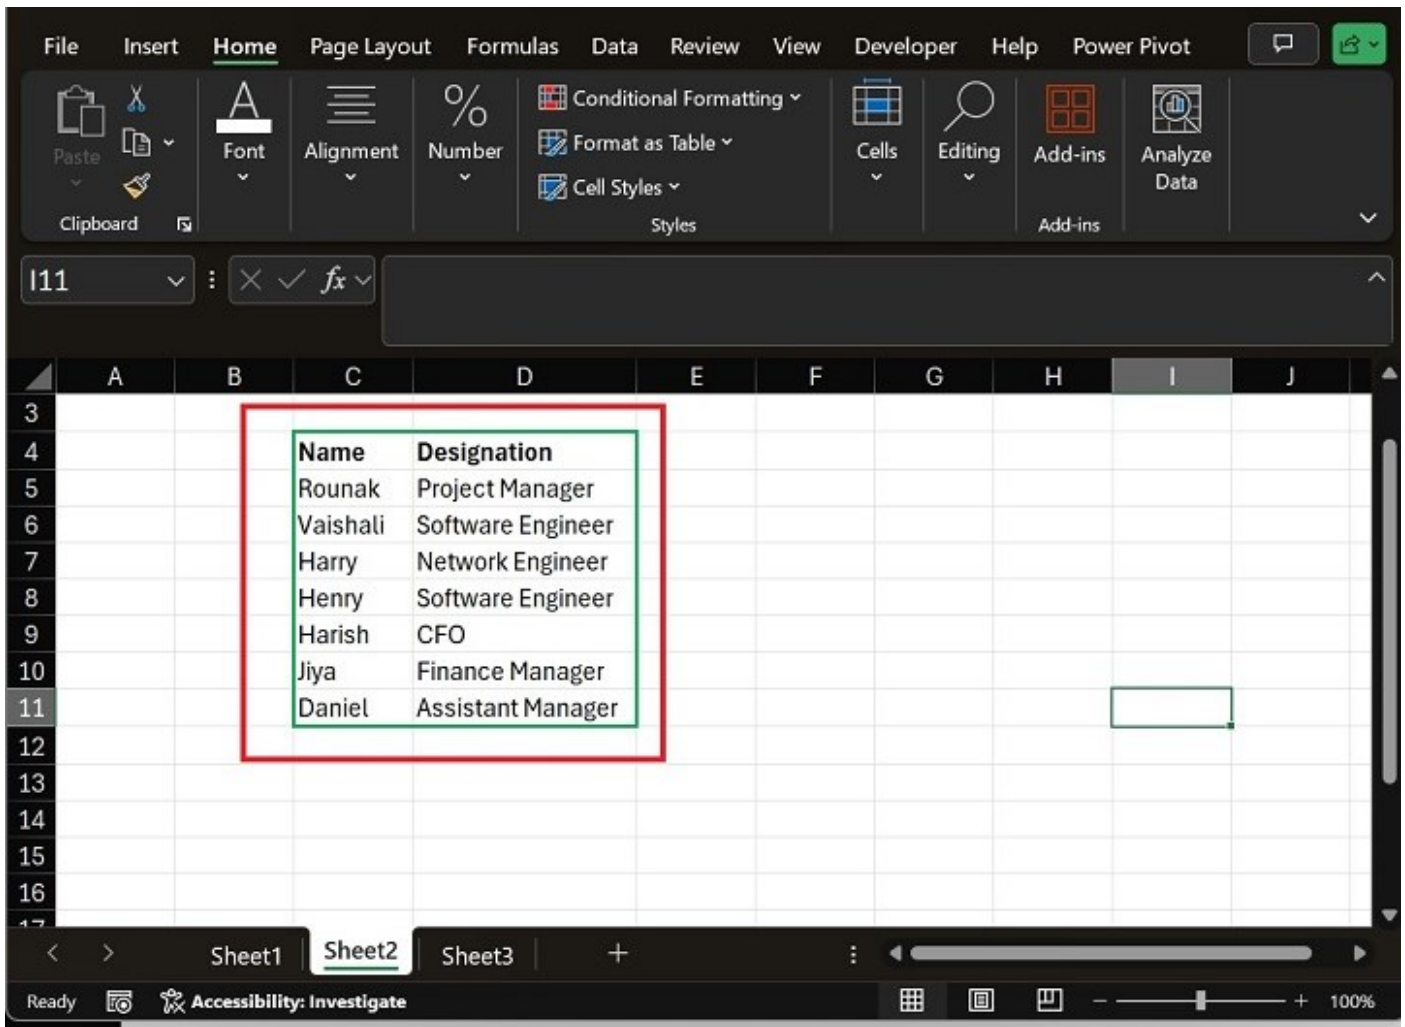 File Insert Home Page Layout Formulas Data Review View Developer Help Power Pivot
Paste Font Alignment Number Conditional Formatting Format as Table Cell Styles Cells Editing Add-ins Analyze Data
Clipboard Styles Add-ins
I11 fx
A B C D E F G H I J
3
4 Name Designation
5 Rounak Project Manager
6 Vaishali Software Engineer
7 Harry Network Engineer
8 Henry Software Engineer
9 Harish CFO
10 Jiya Finance Manager
11 Daniel Assistant Manager
12
13
14
15
16
17
Sheet1 Sheet2 Sheet3 +
Ready Accessibility: Investigate 100%